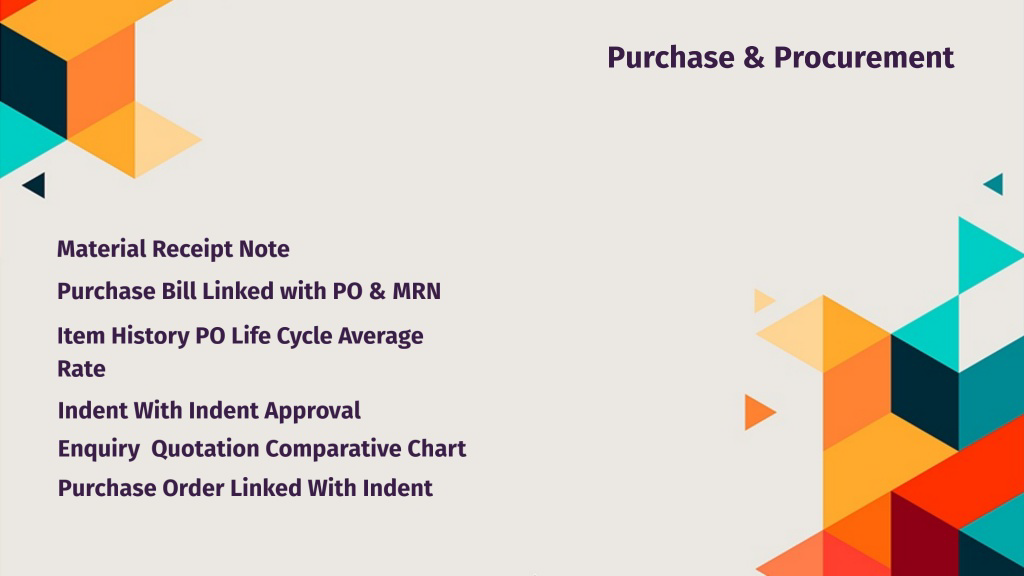 Purchase & Procurement
Material Receipt Note
Purchase Bill Linked with PO & MRN
Item History PO Life Cycle Average
Rate
Indent With Indent Approval
Enquiry  Quotation Comparative Chart
Purchase Order Linked With Indent